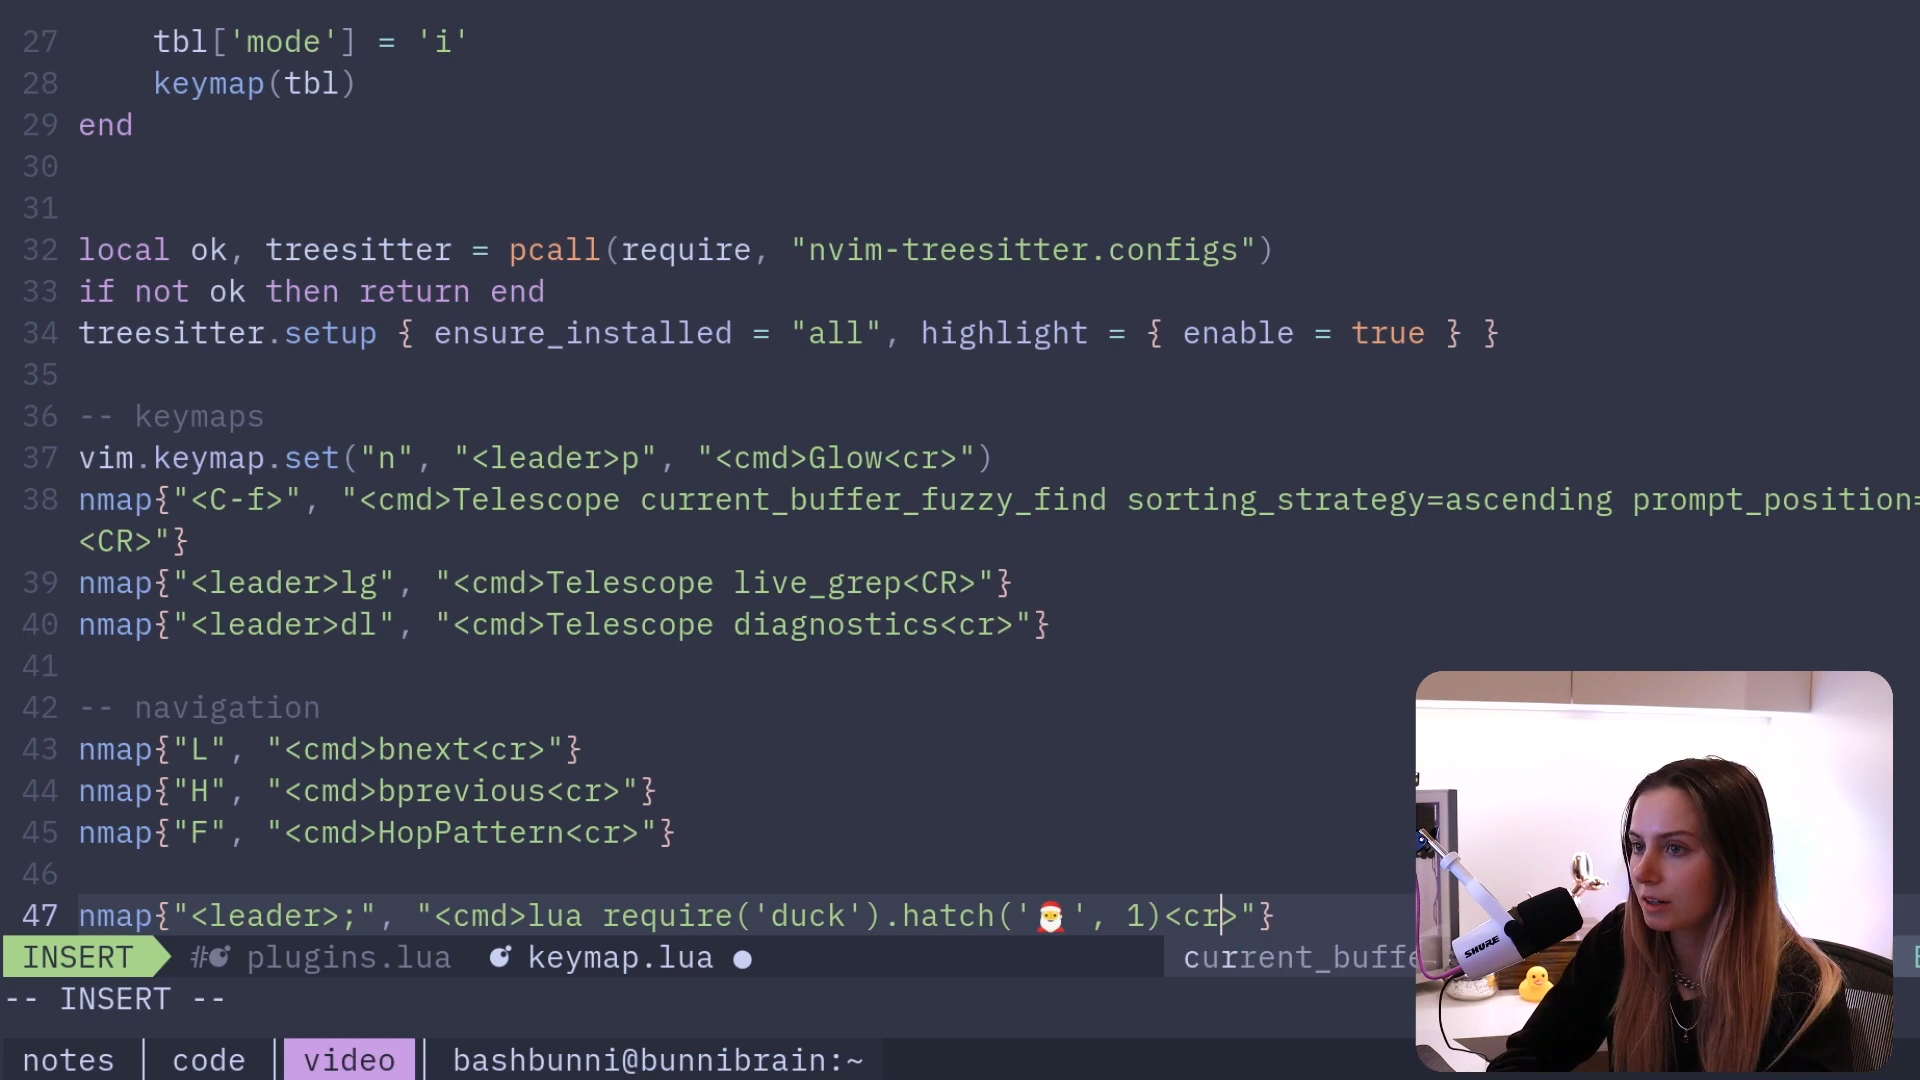 27 tbl['mode'] = 'i'
28 keymap(tbl)
29 end
30
31
32 local ok, treesitter = pcall(require, "nvim-treesitter.configs")
33 if not ok then return end
34 treesitter.setup { ensure_installed = "all", highlight = { enable = true } }
35
36 -- keymaps
37 vim.keymap.set("n", "<leader>p", "<cmd>Glow<cr>")
38 nmap{"<C-f>", "<cmd>Telescope current_buffer_fuzzy_find sorting_strategy=ascending prompt_position=
<CR>"}
39 nmap{"<leader>lg", "<cmd>Telescope live_grep<CR>"}
40 nmap{"<leader>dl", "<cmd>Telescope diagnostics<cr>"}
41
42 -- navigation
43 nmap{"L", "<cmd>bnext<cr>"}
44 nmap{"H", "<cmd>bprevious<cr>"}
45 nmap{"F", "<cmd>HopPattern<cr>"}
46
47 nmap{"<leader>;", "<cmd>lua require('duck').hatch('🎅', 1)<cr>"}
INSERT # plugins.lua keymap.lua ● current_buffe
-- INSERT --
notes | code | video | bashbunni@bunnibrain:~
SHURE